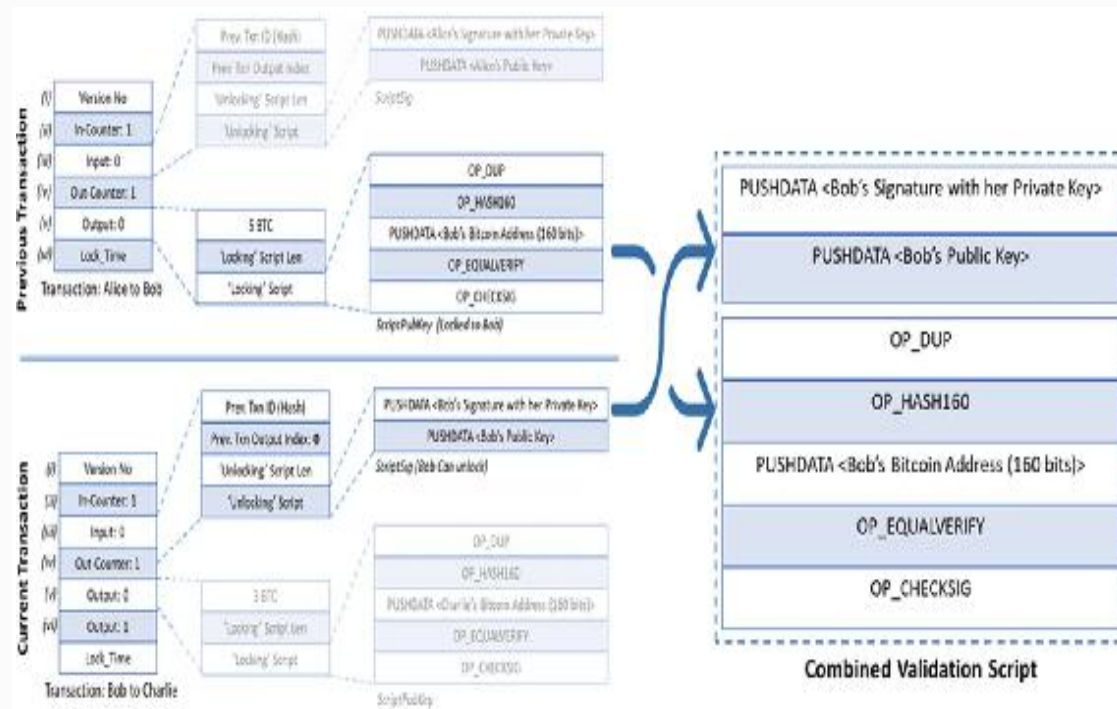 Previous Transaction
(i) Version No
(ii) In-Counter: 1
(iii) Input: 0
(iv) Out Counter: 1
(v) Output: 0
(vi) Lock_Time
Transaction: Alice to Bob
Prev. Txn ID (Hash)
Prev Txn Output Index
'Unlocking' Script Len
'Unlocking' Script
PUSHDATA <Alice's Signature with her Private Key>
PUSHDATA <Alice's Public Key>
ScriptSig
5 BTC
'Locking' Script Len
'Locking' Script
OP_DUP
OP_HASH160
PUSHDATA <Bob's Bitcoin Address (160 bits)>
OP_EQUALVERIFY
OP_CHECKSIG
ScriptPubKey (Locked to Bob)
Current Transaction
(i) Version No
(ii) In-Counter: 1
(iii) Input: 0
(iv) Out Counter: 1
(v) Output: 0
(vi) Output: 1
Lock_Time
Transaction: Bob to Charlie
Prev. Txn ID (Hash)
Prev. Txn Output Index: 0
'Unlocking' Script Len
'Unlocking' Script
PUSHDATA <Bob's Signature with her Private Key>
PUSHDATA <Bob's Public Key>
ScriptSig (Bob Can unlock)
BTC
'Locking' Script Len
'Locking' Script
OP_DUP
OP_HASH160
PUSHDATA <Charlie's Bitcoin Address (160 bits)>
OP_EQUALVERIFY
OP_CHECKSIG
ScriptPubKey
PUSHDATA <Bob's Signature with her Private Key>
PUSHDATA <Bob's Public Key>
OP_DUP
OP_HASH160
PUSHDATA <Bob's Bitcoin Address (160 bits)>
OP_EQUALVERIFY
OP_CHECKSIG
Combined Validation Script